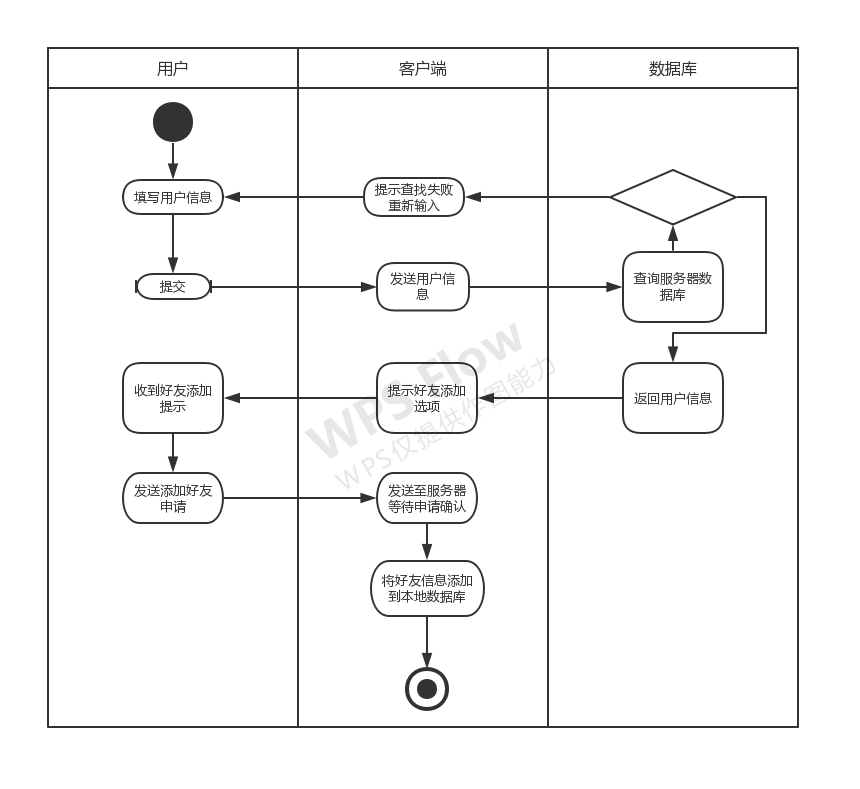 用户
客户端
数据库
填写用户信息
提示查找失败
重新输入
提交
发送用户信
息
查询服务器数
据库
收到好友添加
提示
提示好友添加
选项
返回用户信息
发送添加好友
申请
发送至服务器
等待申请确认
将好友信息添加
到本地数据库
WPS Flow
WPS仅提供作图能力